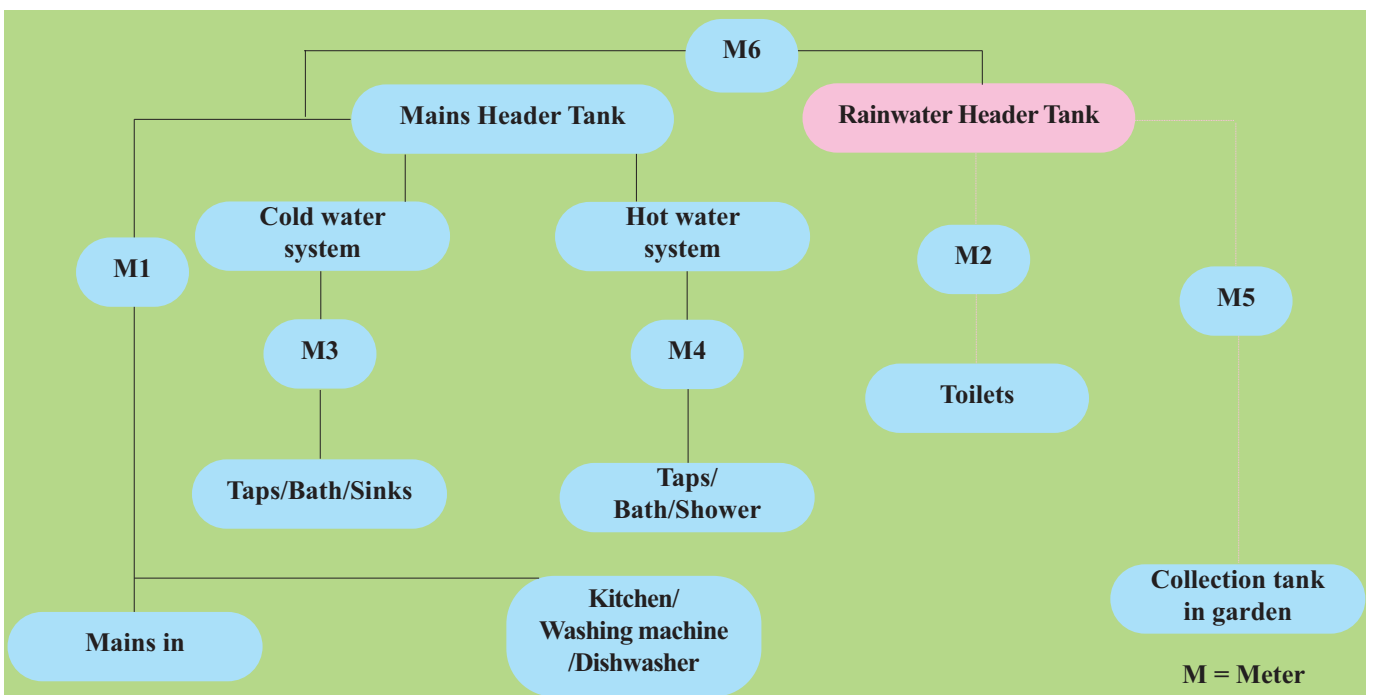 M6
Mains Header Tank
Rainwater Header Tank
Cold water
system
Hot water
system
M1
M2
M5
M3
M4
Toilets
Taps/Bath/Sinks
Taps/
Bath/Shower
Collection tank
in garden
Kitchen/
Washing machine
/Dishwasher
Mains in
M = Meter